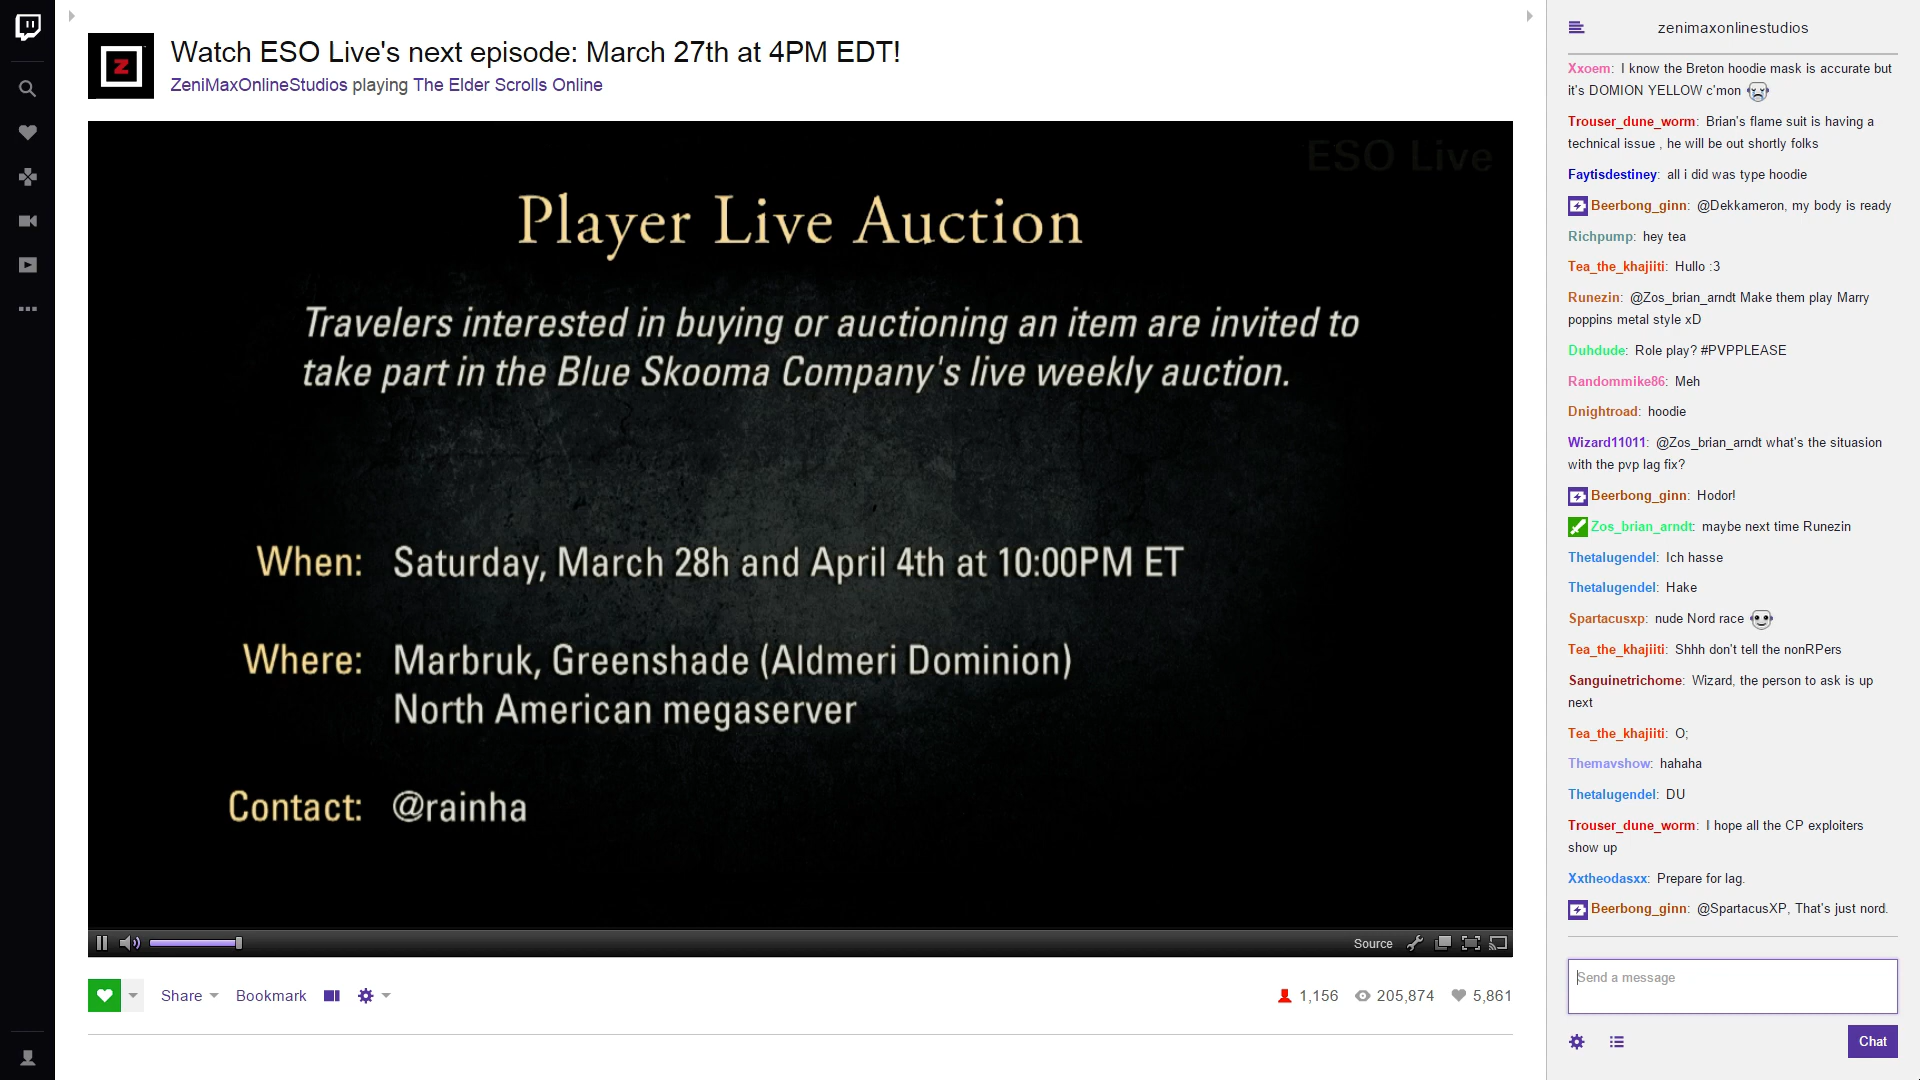 Watch ESO Live's next episode: March 27th at 4PM EDT!
ZeniMaxOnlineStudios playing The Elder Scrolls Online
ESO Live
Player Live Auction
Travelers interested in buying or auctioning an item are invited to
take part in the Blue Skooma Company's live weekly auction.
When: Saturday, March 28h and April 4th at 10:00PM ET
Where: Marbruk, Greenshade (Aldmeri Dominion)
North American megaserver
Contact: @rainha
Source
Share Bookmark
1,156 205,874 5,861
zenimaxonlinestudios
Xxoem: I know the Breton hoodie mask is accurate but
it's DOMION YELLOW c'mon
Trouser_dune_worm: Brian's flame suit is having a
technical issue , he will be out shortly folks
Faytisdestiney: all i did was type hoodie
Beerbong_ginn: @Dekkameron, my body is ready
Richpump: hey tea
Tea_the_khajiiti: Hullo :3
Runezin: @Zos_brian_arndt Make them play Marry
poppins metal style xD
Duhdude: Role play? #PVPPLEASE
Randommike86: Meh
Dnightroad: hoodie
Wizard11011: @Zos_brian_arndt what's the situasion
with the pvp lag fix?
Beerbong_ginn: Hodor!
Zos_brian_arndt: maybe next time Runezin
Thetalugendel: Ich hasse
Thetalugendel: Hake
Spartacusxp: nude Nord race
Tea_the_khajiiti: Shhh don't tell the nonRPers
Sanguinetrichome: Wizard, the person to ask is up
next
Tea_the_khajiiti: O;
Themavshow: hahaha
Thetalugendel: DU
Trouser_dune_worm: I hope all the CP exploiters
show up
Xxtheodasxx: Prepare for lag.
Beerbong_ginn: @SpartacusXP, That's just nord.
Send a message
Chat